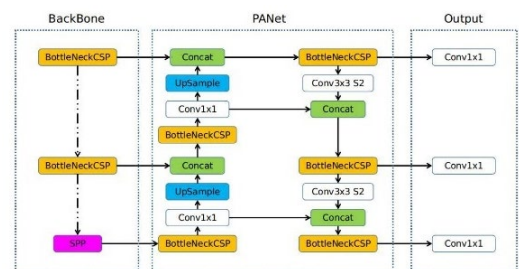 BackBone PANet Output
BottleNeckCSP Concat BottleNeckCSP Conv1x1
UpSample Conv3x3 S2
Conv1x1 Concat
BottleNeckCSP
BottleNeckCSP Concat BottleNeckCSP Conv1x1
UpSample Conv3x3 S2
Conv1x1 Concat
SPP BottleNeckCSP BottleNeckCSP Conv1x1